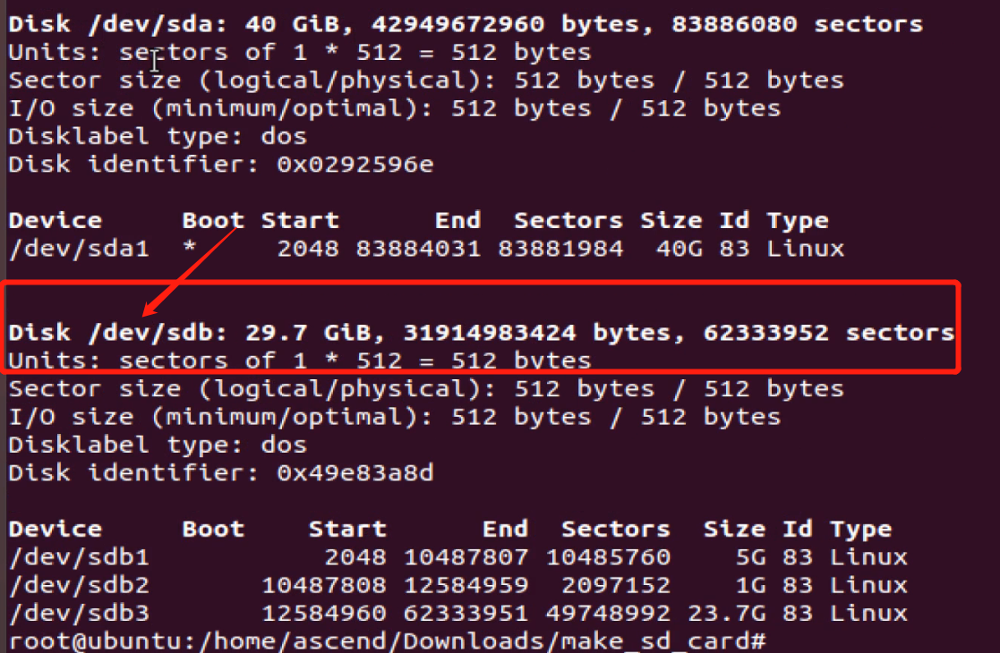 Disk /dev/sda: 40 GiB, 42949672960 bytes, 83886080 sectors
Units: sectors of 1 * 512 = 512 bytes
Sector size (logical/physical): 512 bytes / 512 bytes
I/O size (minimum/optimal): 512 bytes / 512 bytes
Disklabel type: dos
Disk identifier: 0x0292596e
Device     Boot Start      End  Sectors Size Id Type
/dev/sda1  *     2048 83884031 83881984  40G 83 Linux
Disk /dev/sdb: 29.7 GiB, 31914983424 bytes, 62333952 sectors
Units: sectors of 1 * 512 = 512 bytes
Sector size (logical/physical): 512 bytes / 512 bytes
I/O size (minimum/optimal): 512 bytes / 512 bytes
Disklabel type: dos
Disk identifier: 0x49e83a8d
Device     Boot    Start      End  Sectors  Size Id Type
/dev/sdb1           2048 10487807 10485760    5G 83 Linux
/dev/sdb2       10487808 12584959  2097152    1G 83 Linux
/dev/sdb3       12584960 62333951 49748992 23.7G 83 Linux
root@ubuntu:/home/ascend/Downloads/make_sd_card#